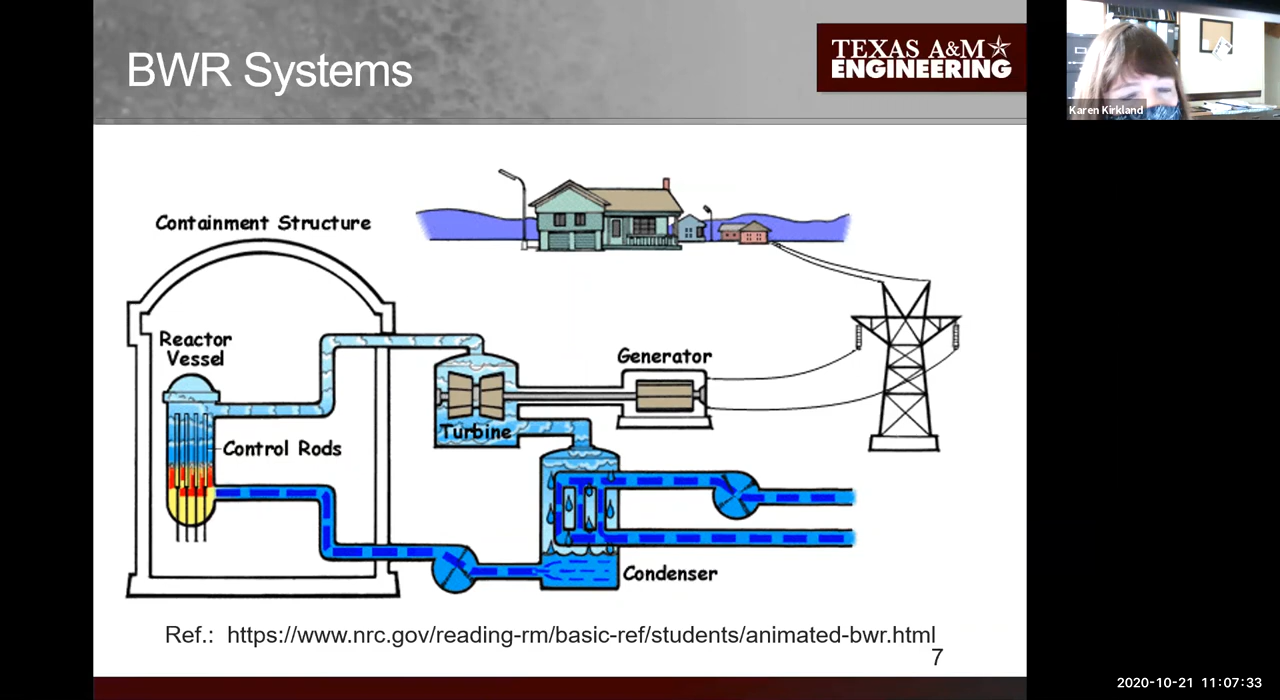 BWR Systems
TEXAS A&M
ENGINEERING
Karen Kirkland
Containment Structure
Reactor
Vessel
Generator
Turbine
Control Rods
Condenser
Ref.: https://www.nrc.gov/reading-rm/basic-ref/students/animated-bwr.html
7
2020-10-21 11:07:33